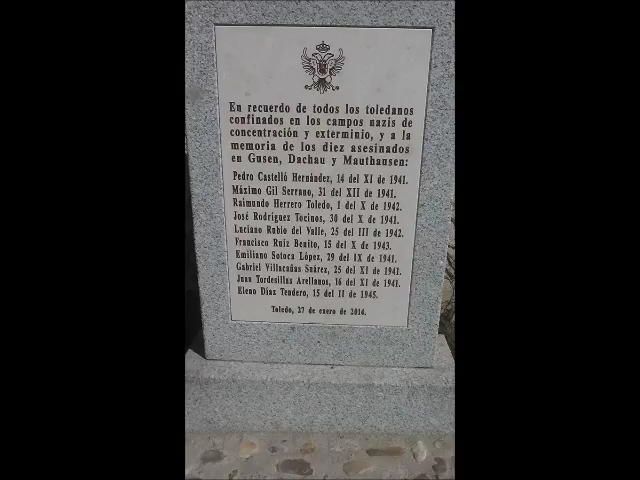 En recuerdo de todos los toledanos
confinados en los campos nazis de
concentración y exterminio, y a la
memoria de los diez asesinados
en Gusen, Dachau y Mauthausen:
Pedro Castelló Hernández, 14 del XI de 1941.
Máximo Gil Serrano, 31 del XII de 1941.
Raimundo Herrero Toledo, 1 del X de 1942.
José Rodríguez Tocinos, 30 del X de 1941.
Luciano Rubio del Valle, 25 del III de 1942.
Francisco Ruiz Benito, 15 del X de 1943.
Emiliano Sotoca López, 29 del IX de 1941.
Gabriel Villacañas Suárez, 25 del XI de 1941.
Juan Tordesillas Arellanos, 16 del XI de 1941.
Eleno Díaz Tendero, 15 del II de 1945.
Toledo, 27 de enero de 2014.